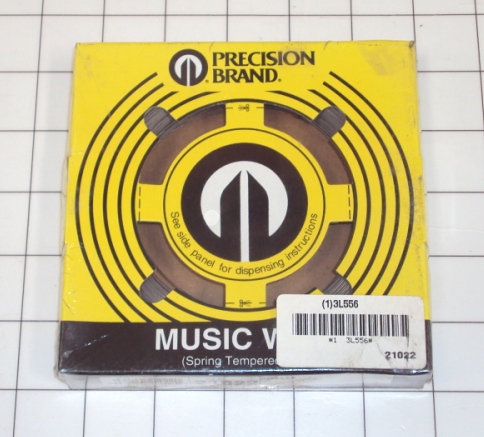 PRECISION
BRAND®
See side panel for dispensing instructions
(1)3L556
*1 3L556*
21022
MUSIC W
(Spring Tempere